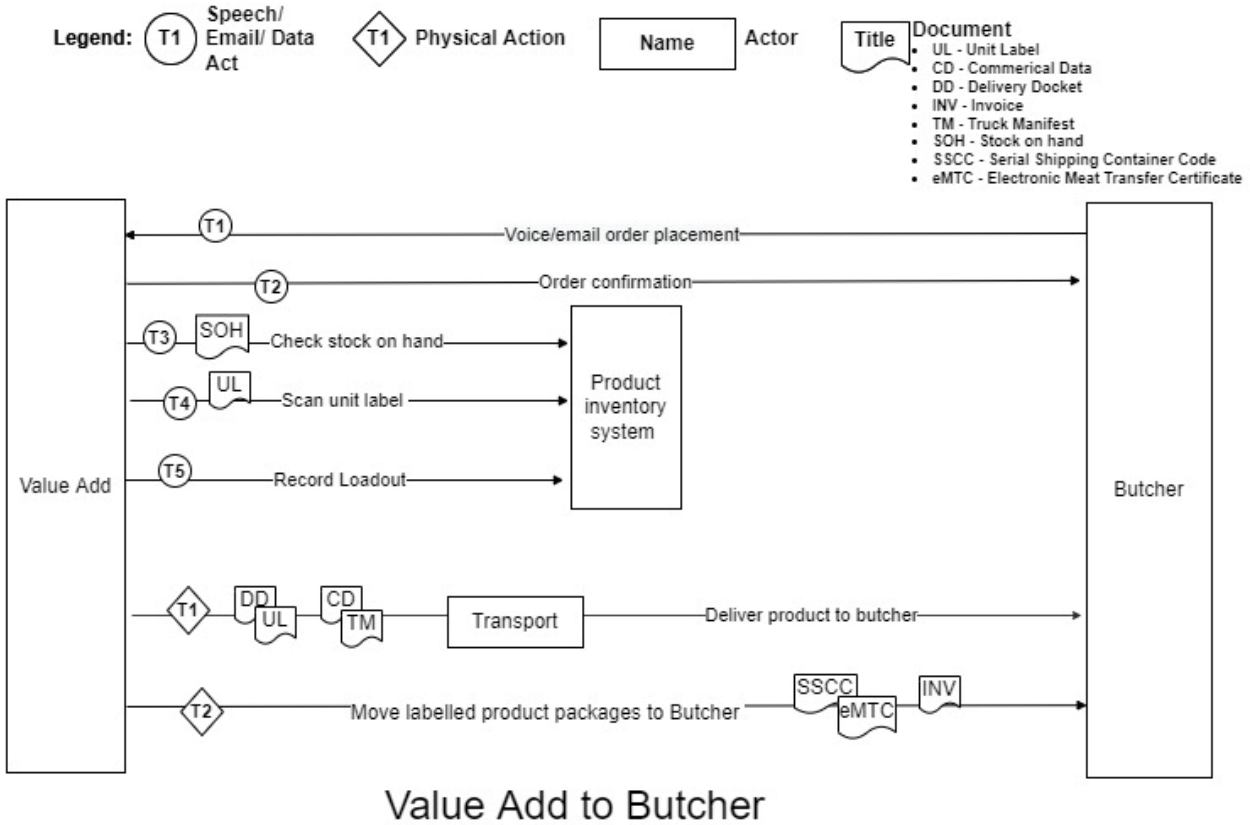 Legend:
T1
Speech/
Email/ Data
Act
T1
Physical Action
Name
Actor
Title
Document
• UL - Unit Label
• CD - Commerical Data
• DD - Delivery Docket
• INV - Invoice
• TM - Truck Manifest
• SOH - Stock on hand
• SSCC - Serial Shipping Container Code
• eMTC - Electronic Meat Transfer Certificate
T1
Voice/email order placement
T2
Order confirmation
T3
SOH
Check stock on hand
UL
T4
Scan unit label
Product
inventory
system
T5
Record Loadout
Value Add
Butcher
T1
DD
UL
CD
TM
Transport
Deliver product to butcher
T2
Move labelled product packages to Butcher
SSCC
eMTC
INV
Value Add to Butcher